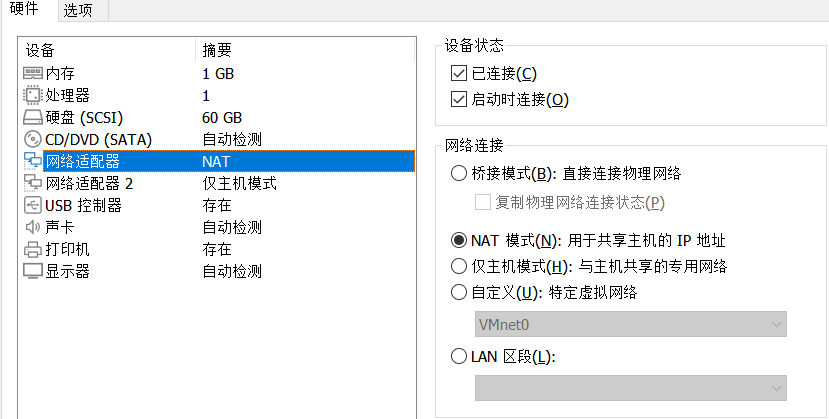 硬件 选项
设备 摘要
内存 1 GB
处理器 1
硬盘 (SCSI) 60 GB
CD/DVD (SATA) 自动检测
网络适配器 NAT
网络适配器 2 仅主机模式
USB 控制器 存在
声卡 自动检测
打印机 存在
显示器 自动检测
设备状态
已连接(C)
启动时连接(O)
网络连接
桥接模式(B): 直接连接物理网络
复制物理网络连接状态(P)
NAT 模式(N): 用于共享主机的 IP 地址
仅主机模式(H): 与主机共享的专用网络
自定义(U): 特定虚拟网络
VMnet0
LAN 区段(L):